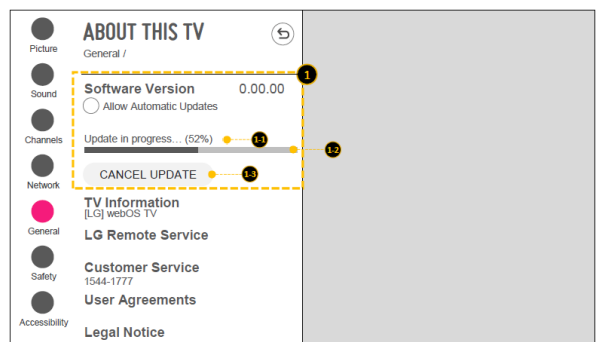 Picture
Sound
Channels
Network
General
Safety
Accessibility
ABOUT THIS TV
General /
1
Software Version 0.00.00
Allow Automatic Updates
Update in progress... (52%) 1-1
1-2
CANCEL UPDATE 1-3
TV Information
[LG] webOS TV
LG Remote Service
Customer Service
1544-1777
User Agreements
Legal Notice